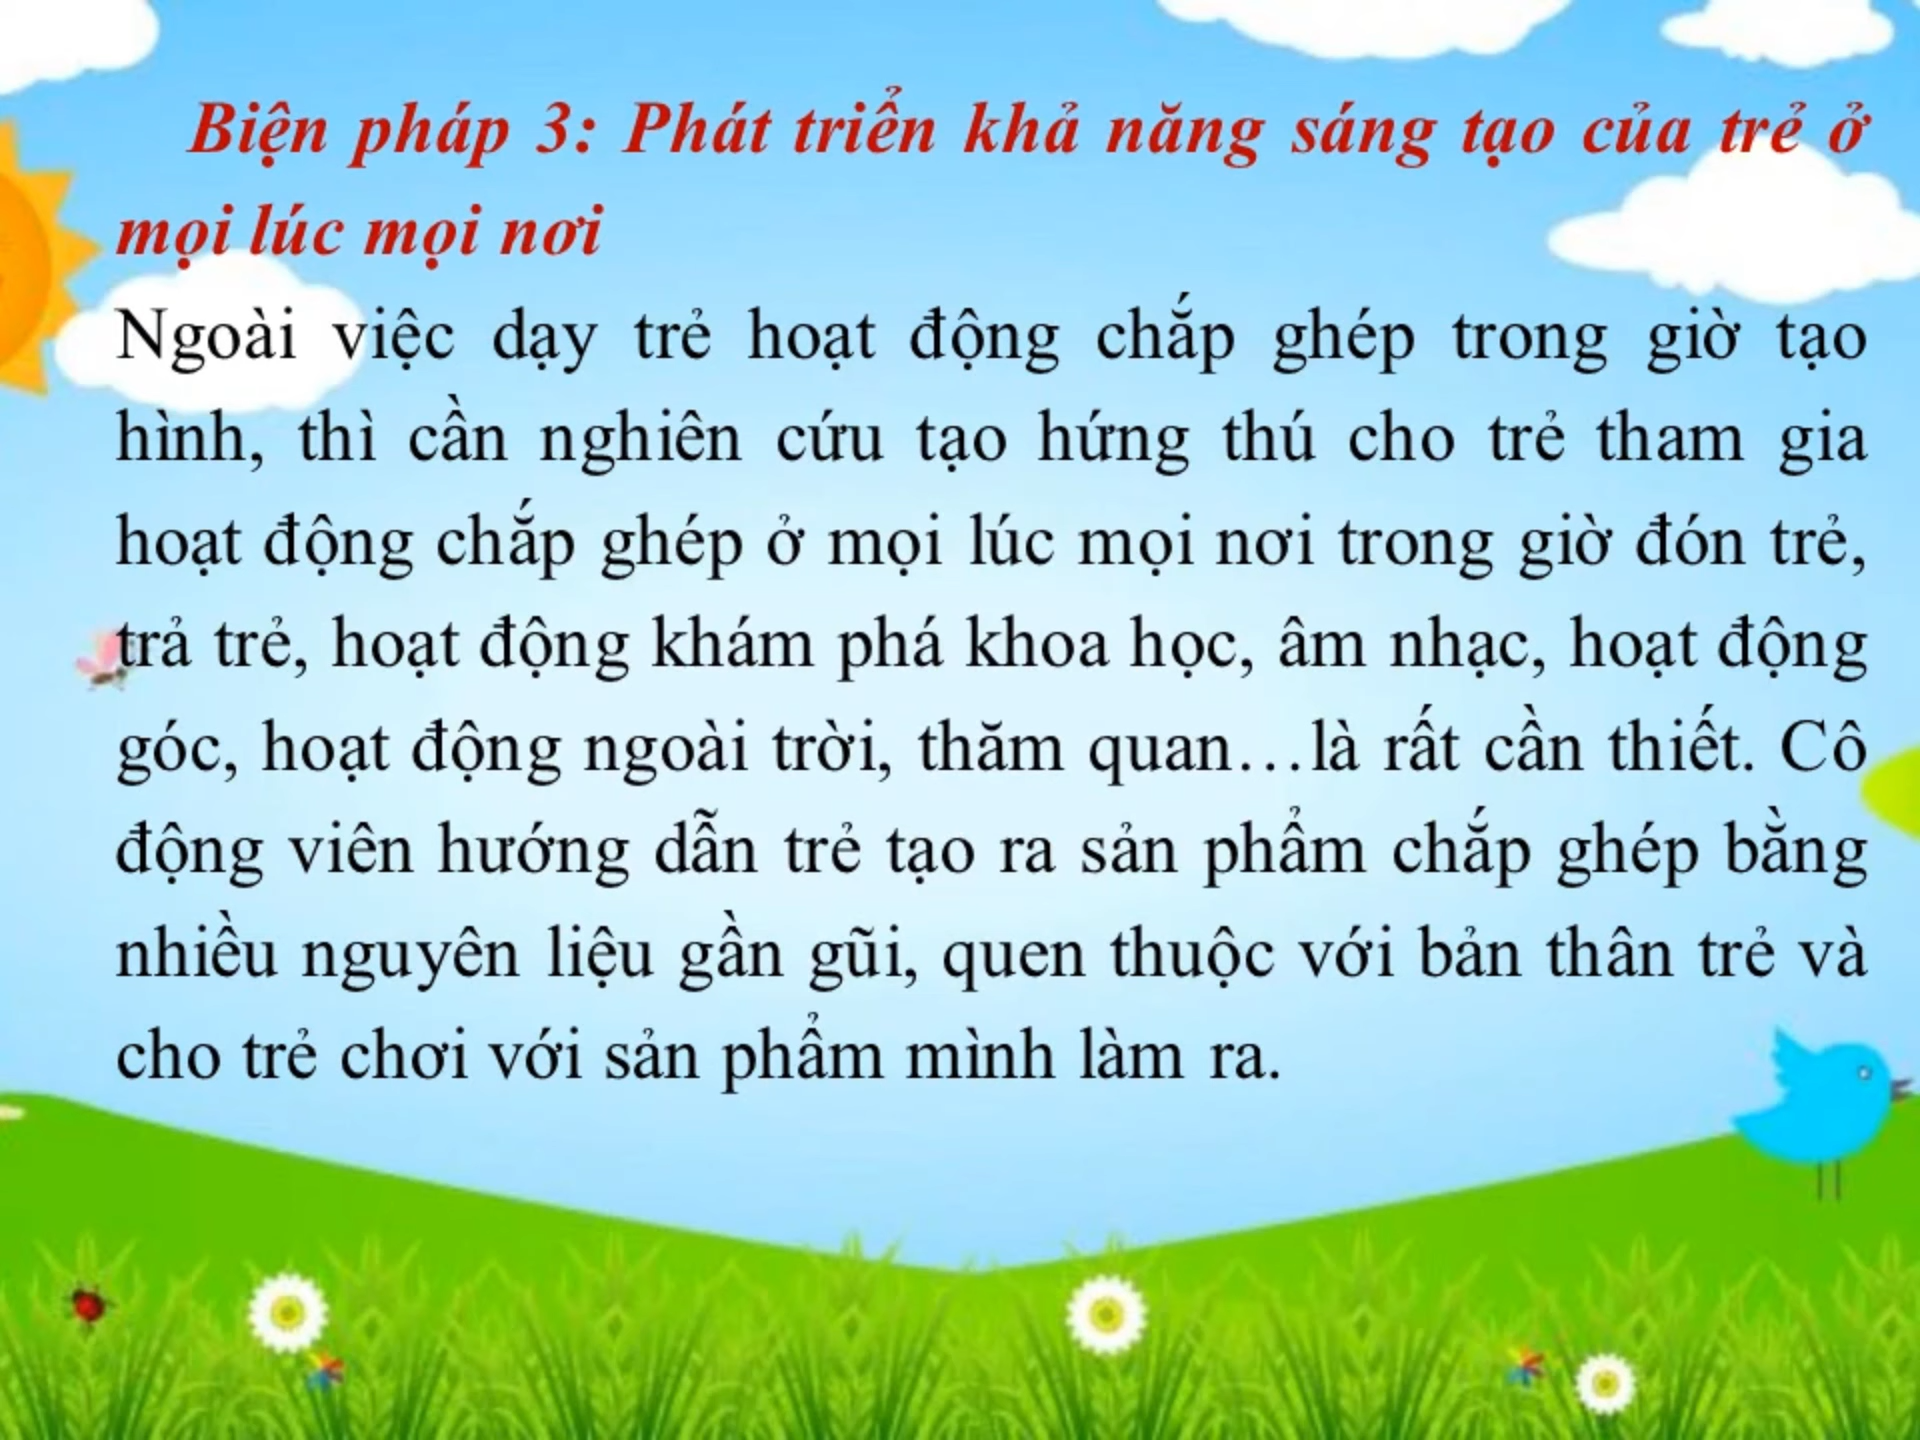 Biện pháp 3: Phát triển khả năng sáng tạo của trẻ ở
mọi lúc mọi nơi
Ngoài việc dạy trẻ hoạt động chắp ghép trong giờ tạo
hình, thì cần nghiên cứu tạo hứng thú cho trẻ tham gia
hoạt động chắp ghép ở mọi lúc mọi nơi trong giờ đón trẻ,
trả trẻ, hoạt động khám phá khoa học, âm nhạc, hoạt động
góc, hoạt động ngoài trời, thăm quan…là rất cần thiết. Cô
động viên hướng dẫn trẻ tạo ra sản phẩm chắp ghép bằng
nhiều nguyên liệu gần gũi, quen thuộc với bản thân trẻ và
cho trẻ chơi với sản phẩm mình làm ra.